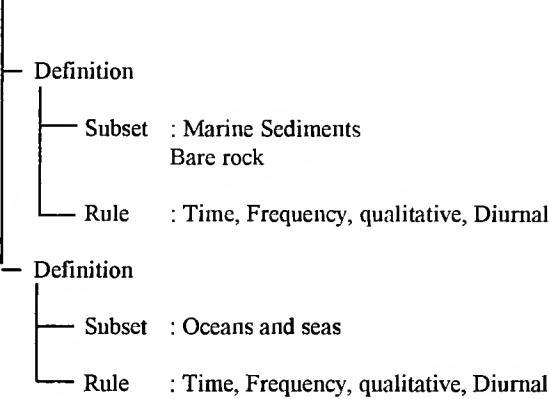 Definition
Subset : Marine Sediments
Bare rock
Rule : Time, Frequency, qualitative, Diurnal
Definition
Subset : Oceans and seas
Rule : Time, Frequency, qualitative, Diurnal